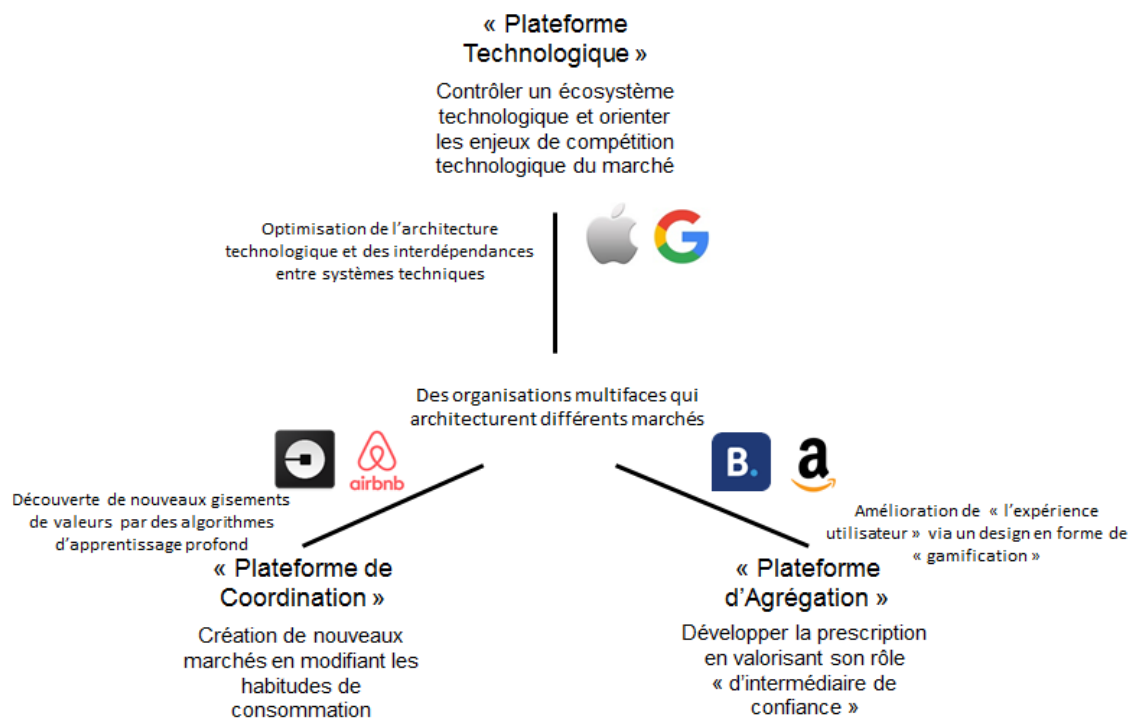 « Plateforme
Technologique »
Contrôler un écosystème
technologique et orienter
les enjeux de compétition
technologique du marché
Optimisation de l'architecture
technologique et des interdépendances
entre systèmes techniques
Des organisations multifaces qui
architecturent différents marchés
airbnb
B.
a
Découverte de nouveaux gisements
de valeurs par des algorithmes
d'apprentissage profond
Amélioration de « l'expérience
utilisateur » via un design en forme de
« gamification »
« Plateforme de
Coordination »
Création de nouveaux
marchés en modifiant les
habitudes de
consommation
« Plateforme
d'Agrégation »
Développer la prescription
en valorisant son rôle
« d'intermédiaire de
confiance »